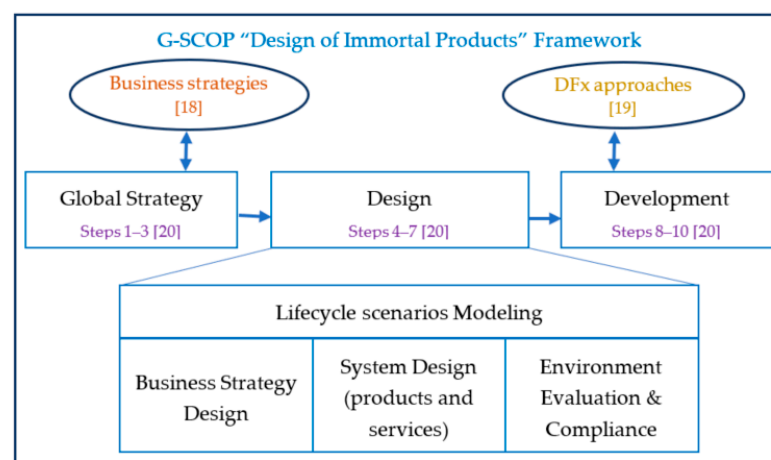 G-SCOP “Design of Immortal Products” Framework
Business strategies
[18]
DFx approaches
[19]
Global Strategy
Steps 1–3 [20]
Design
Steps 4–7 [20]
Development
Steps 8–10 [20]
Lifecycle scenarios Modeling
Business Strategy
Design
System Design
(products and
services)
Environment
Evaluation &
Compliance